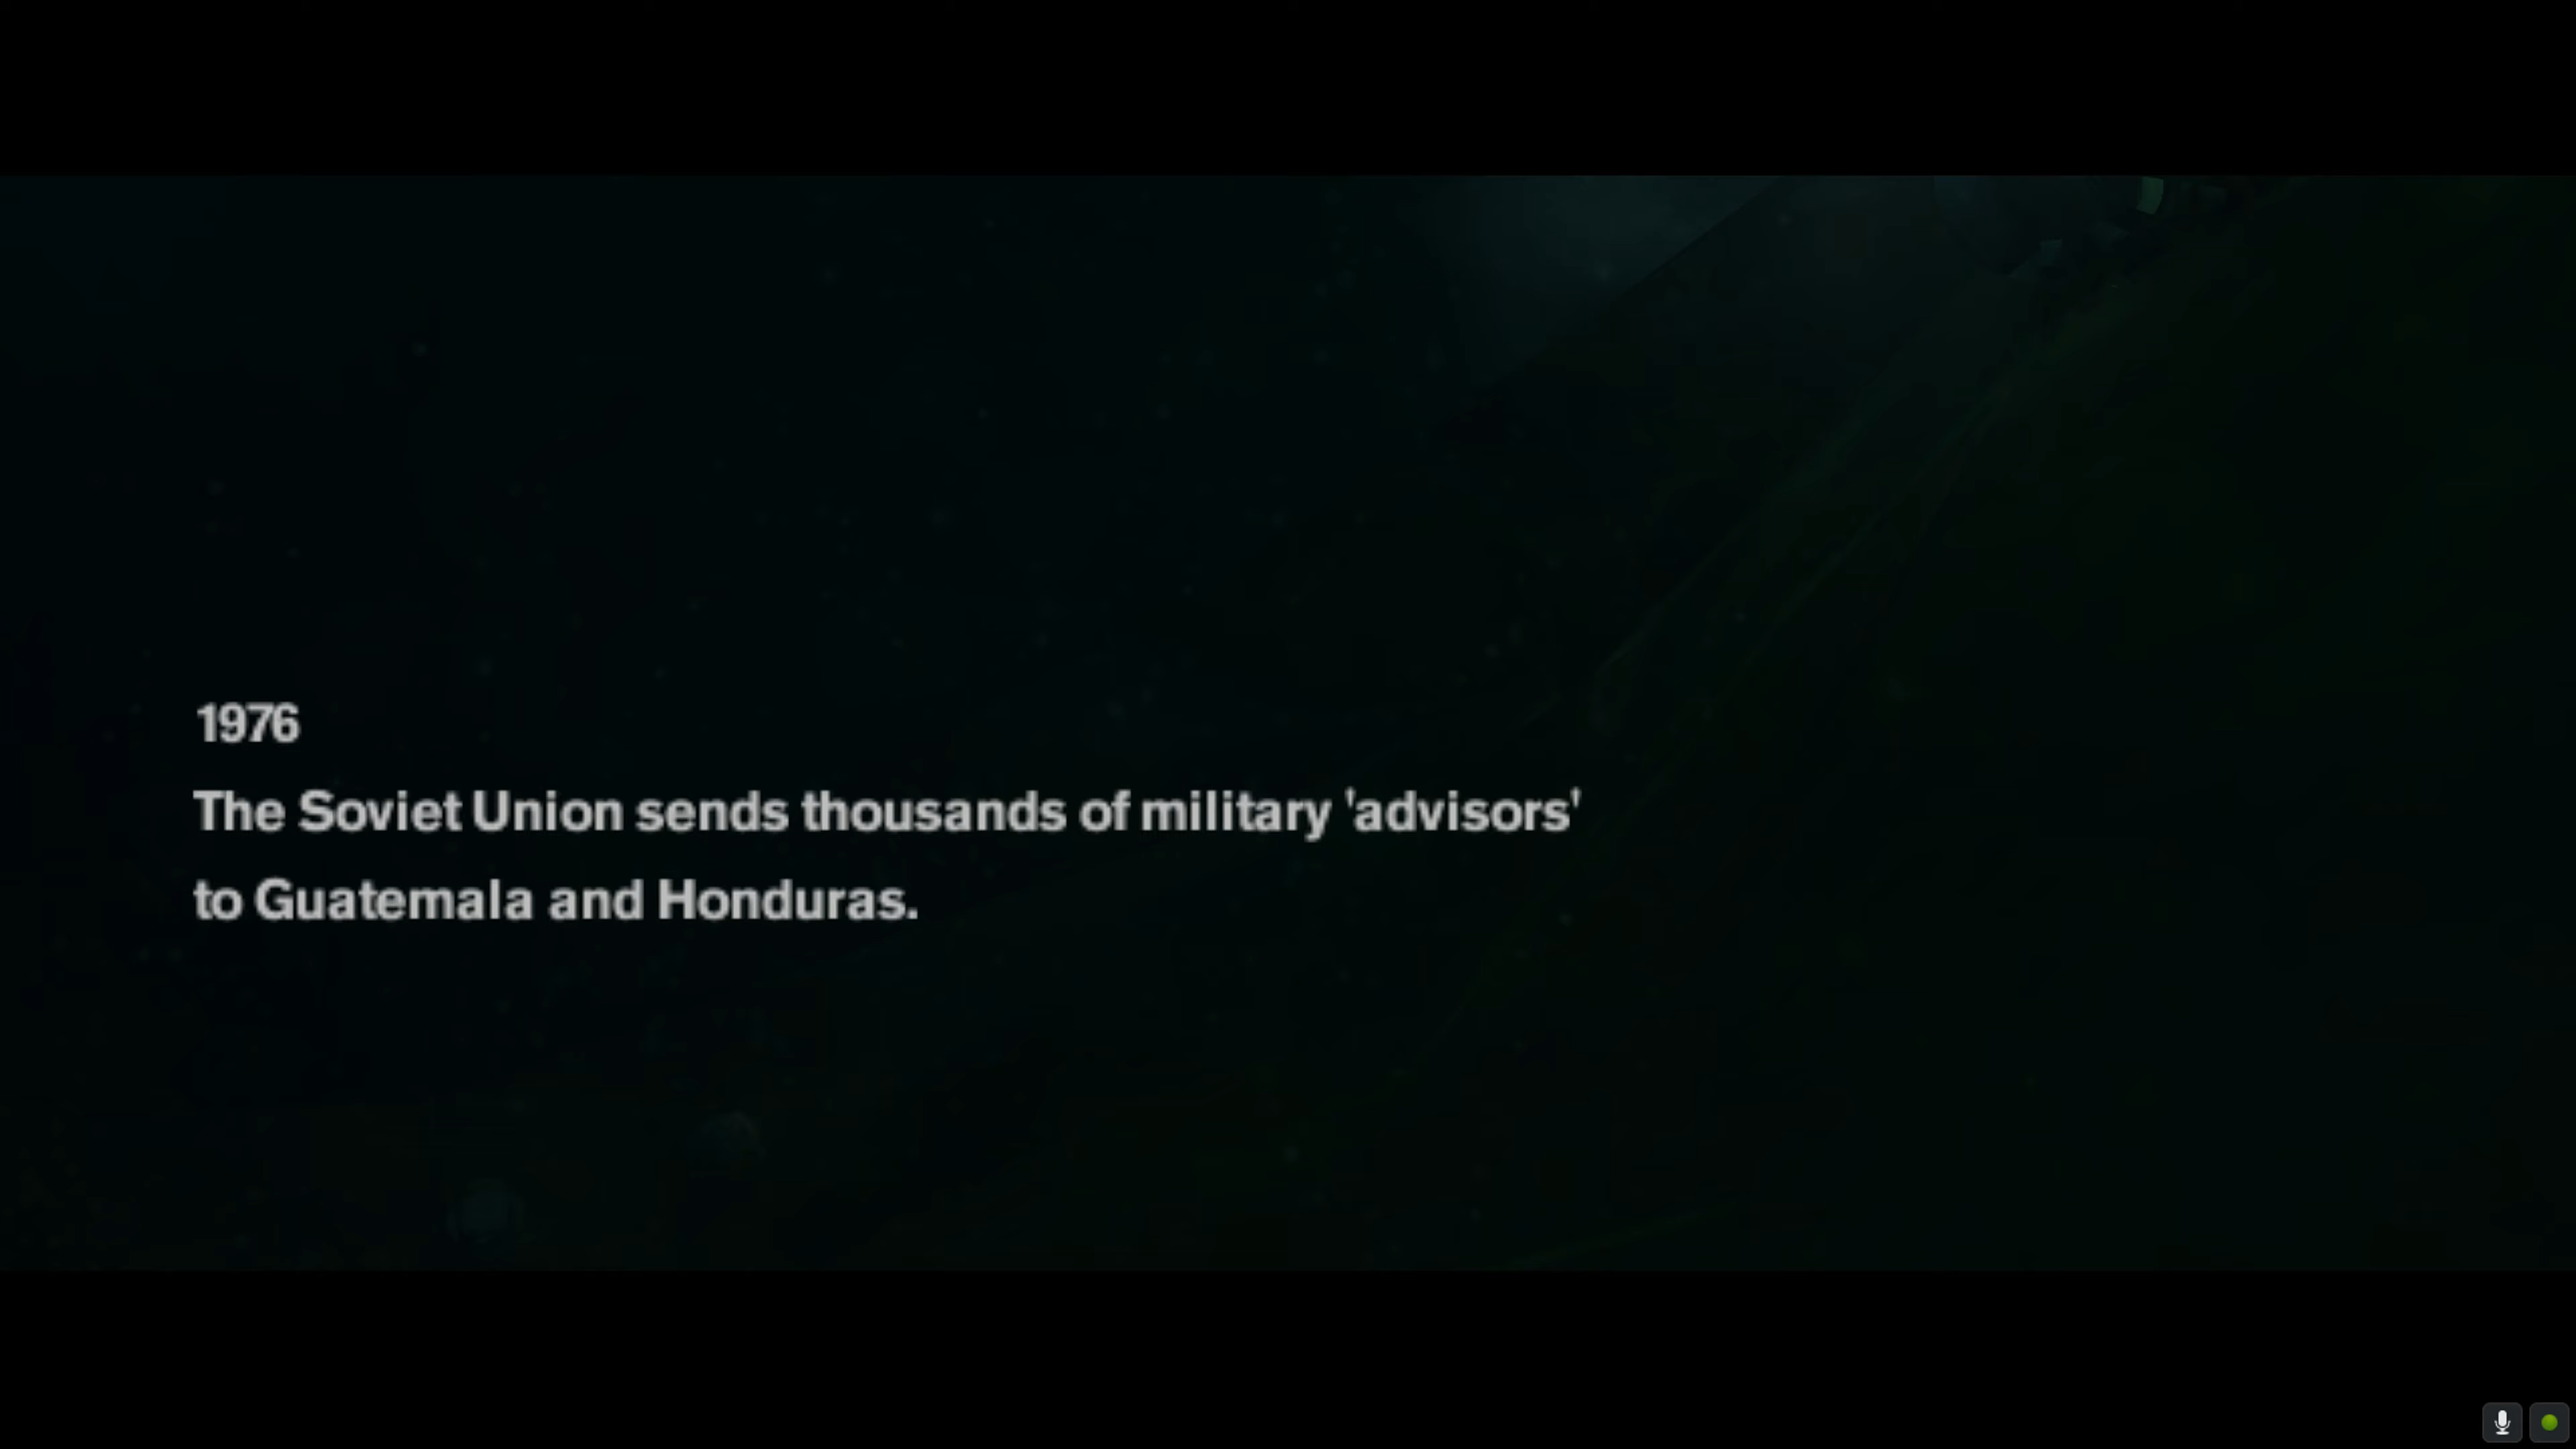 1976
The Soviet Union sends thousands of military 'advisors'
to Guatemala and Honduras.